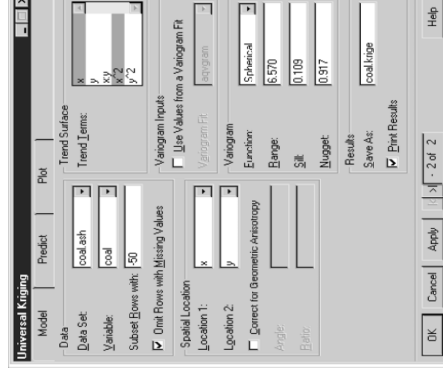 Universal Kriging
Model Predict Plot
Data
Data Set: coal.ash
Variable: coal
Subset Rows with: -50
Omit Rows with Missing Values
Spatial Location
Location 1: x
Location 2: y
Correct for Geometric Anisotropy
Angle:
Ratio:
Trend Surface
Trend Terms:
x
y
xy
x^2
y^2
Variogram Inputs
Use Values from a Variogram Fit
Variogram Fit: aqvgram
Variogram
Function: Spherical
Range: 6.570
Sill: 0.109
Nugget: 0.917
Results
Save As: coal.krige
Print Results
OK Cancel Apply - 2 of 2 Help